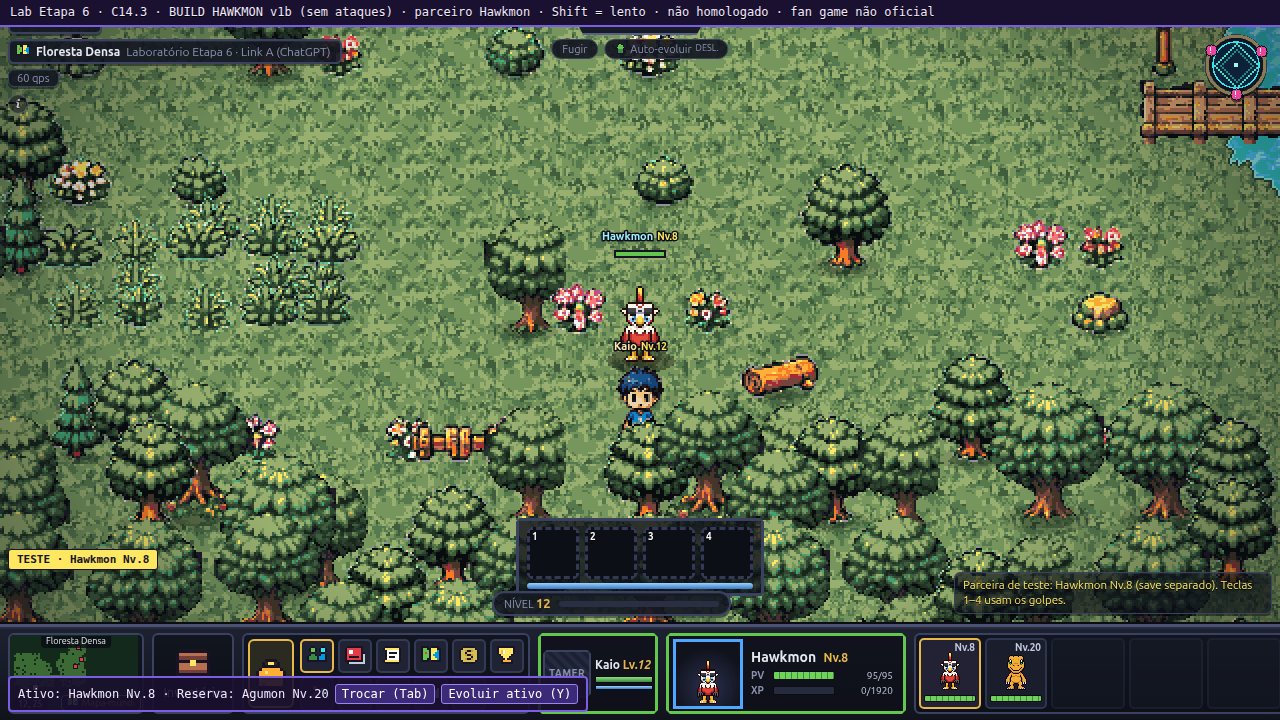 Lab Etapa 6 · C14.3 · BUILD HAWKMON v1b (sem ataques) · parceiro Hawkmon · Shift = lento · não homologado · fan game não oficial
Floresta Densa Laboratório Etapa 6 · Link A (ChatGPT)
Fugir
Auto-evoluir DESL.
60 qps
i
Hawkmon Nv.8
Kaio Nv.12
TESTE · Hawkmon Nv.8
1 2 3 4
NÍVEL 12
Parceira de teste: Hawkmon Nv.8 (save separado). Teclas
1–4 usam os golpes.
Floresta Densa
TAMER
Kaio Lv.12
Hawkmon Nv.8
PV 95/95
XP 0/1920
Nv.8
Nv.20
Ativo: Hawkmon Nv.8 · Reserva: Agumon Nv.20 Trocar (Tab) Evoluir ativo (Y)